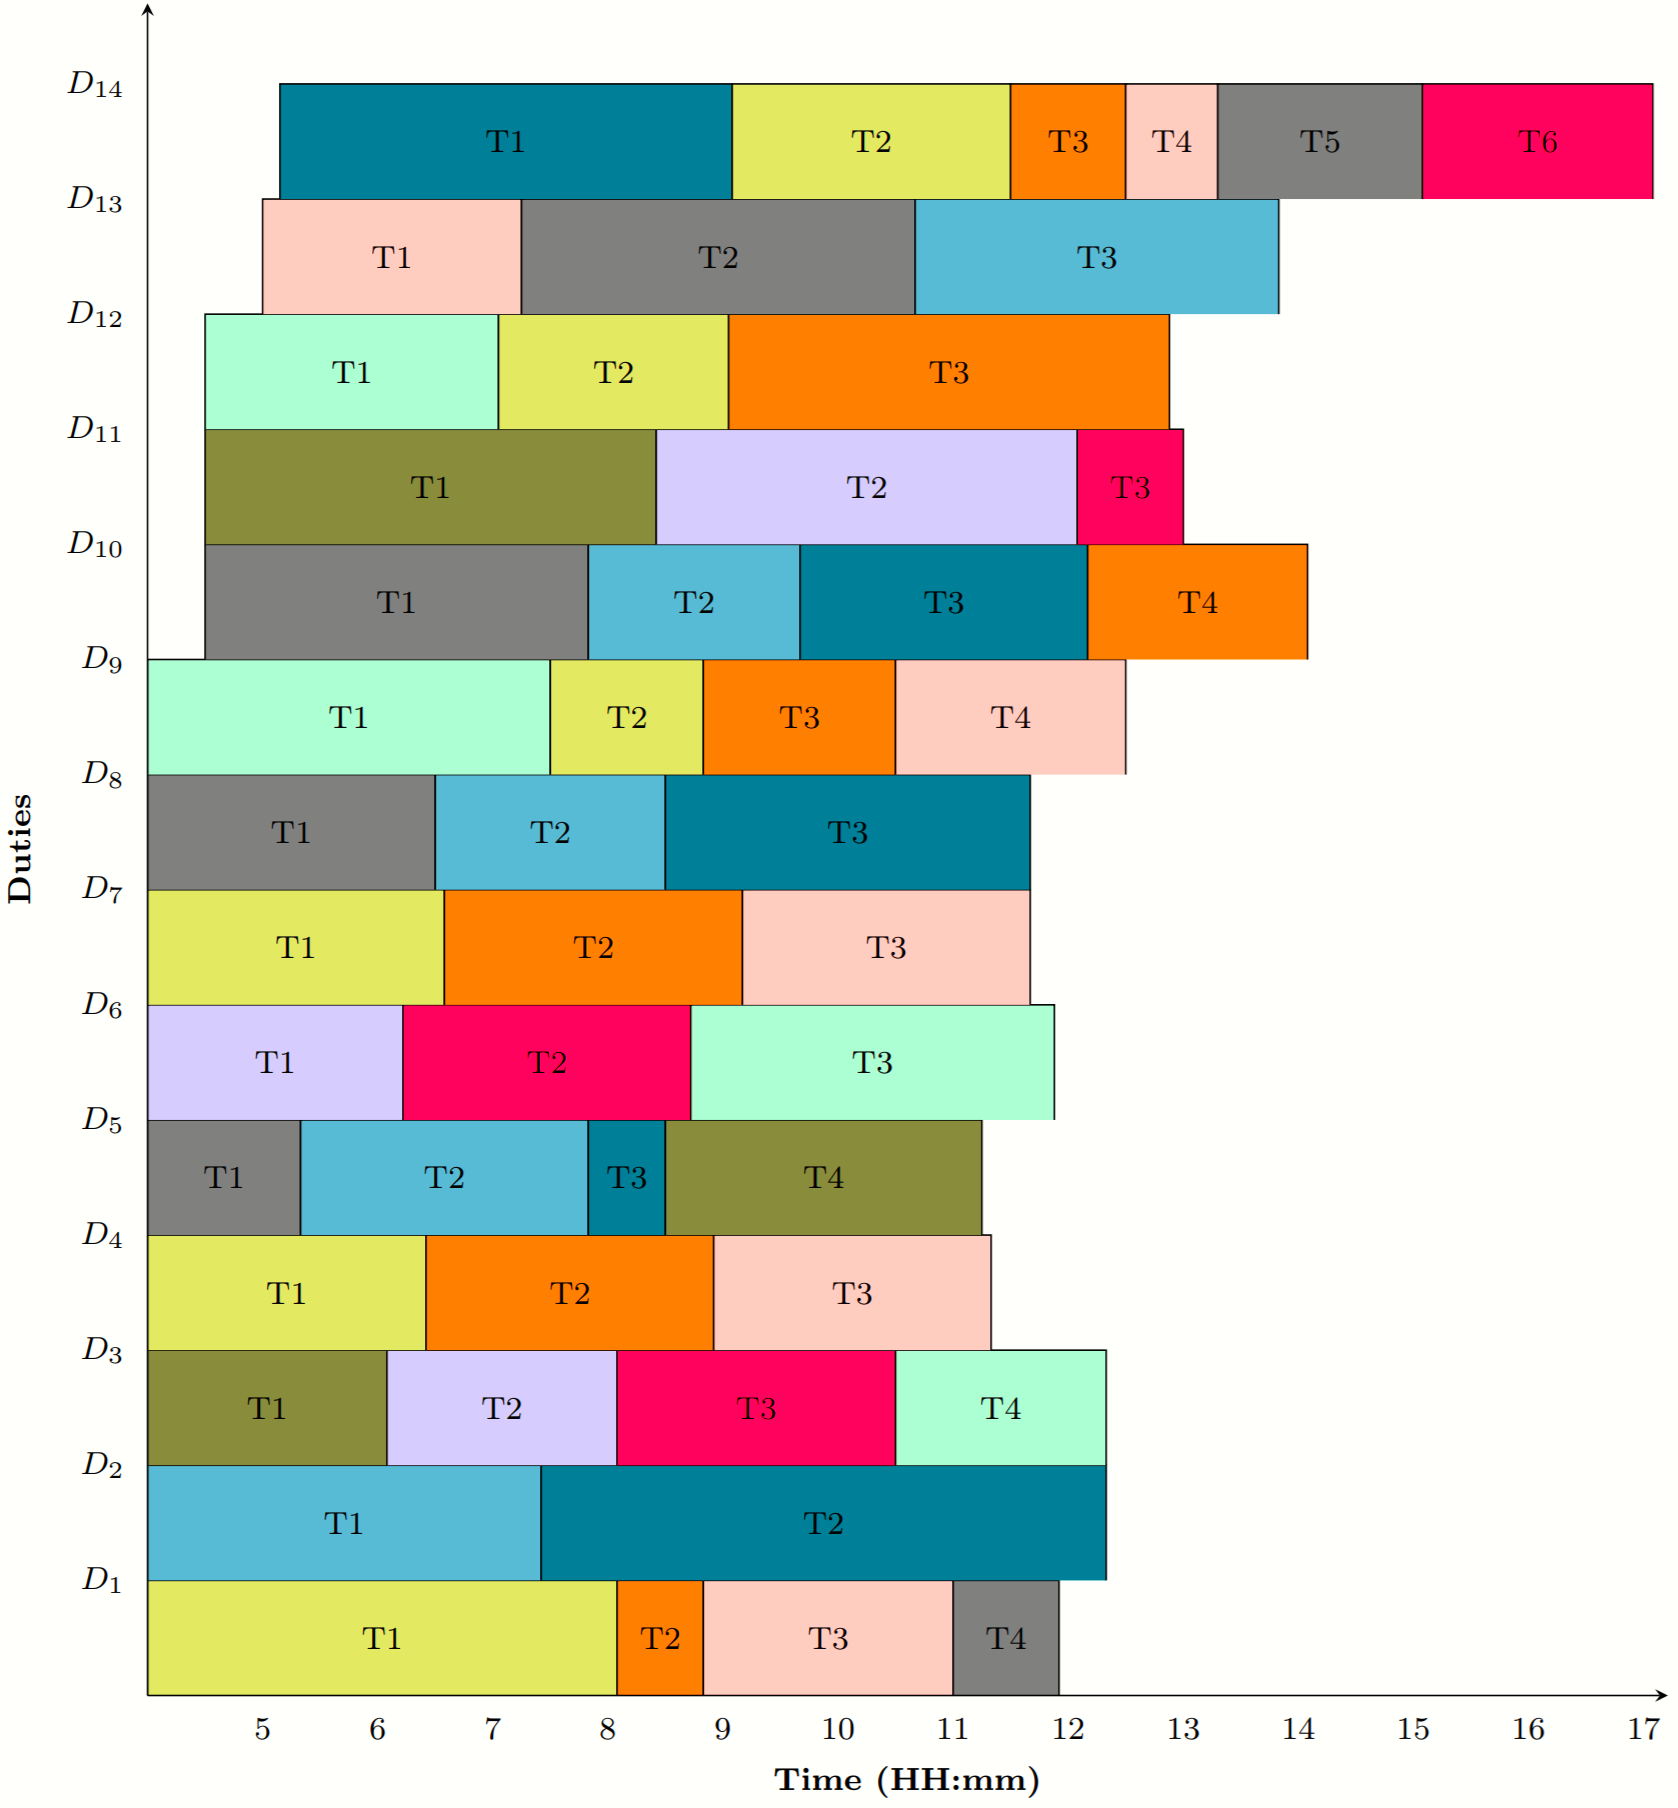 D14
T1 T2 T3 T4 T5 T6
D13
T1 T2 T3
D12
T1 T2 T3
D11
T1 T2 T3
D10
T1 T2 T3 T4
D9
T1 T2 T3 T4
D8
T1 T2 T3
D7
T1 T2 T3
D6
T1 T2 T3
D5
T1 T2 T3 T4
D4
T1 T2 T3
D3
T1 T2 T3 T4
D2
T1 T2
D1
T1 T2 T3 T4
Duties
5 6 7 8 9 10 11 12 13 14 15 16 17
Time (HH:mm)